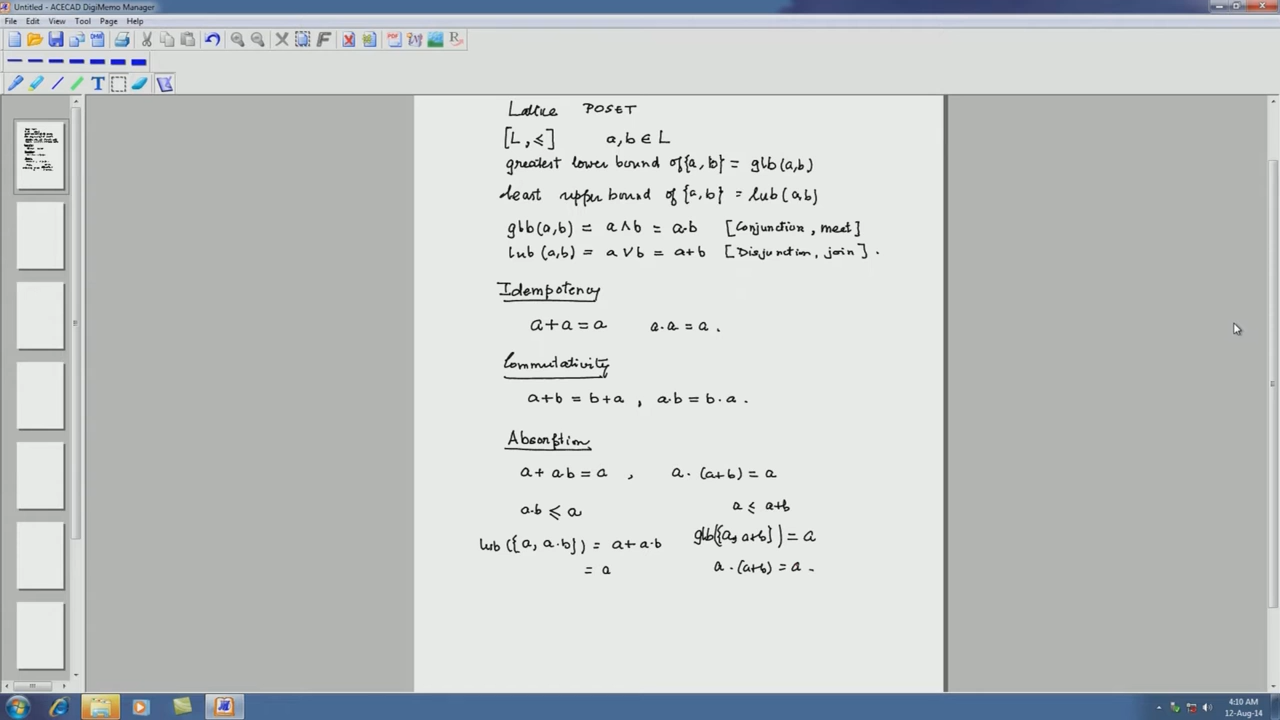 Untitled - ACECAD DigiMemo Manager
File Edit View Tool Page Help
Lattice POSET
[L, ≤] a, b ∈ L
greatest lower bound of {a, b} = glb(a,b)
Least upper bound of {a, b} = lub(a,b)
glb(a,b) = a ∧ b = a·b [Conjunction, meet]
lub (a,b) = a ∨ b = a+b [Disjunction, join].
Idempotency
a+a = a a·a = a .
Commutativity
a+b = b+a , a·b = b·a .
Absorption
a + a·b = a , a· (a+b) = a
a·b ≤ a a ≤ a+b
lub ({a, a·b}) = a + a·b glb({a, a+b}) = a
= a a ·(a+b) = a .
4:10 AM
12-Aug-14